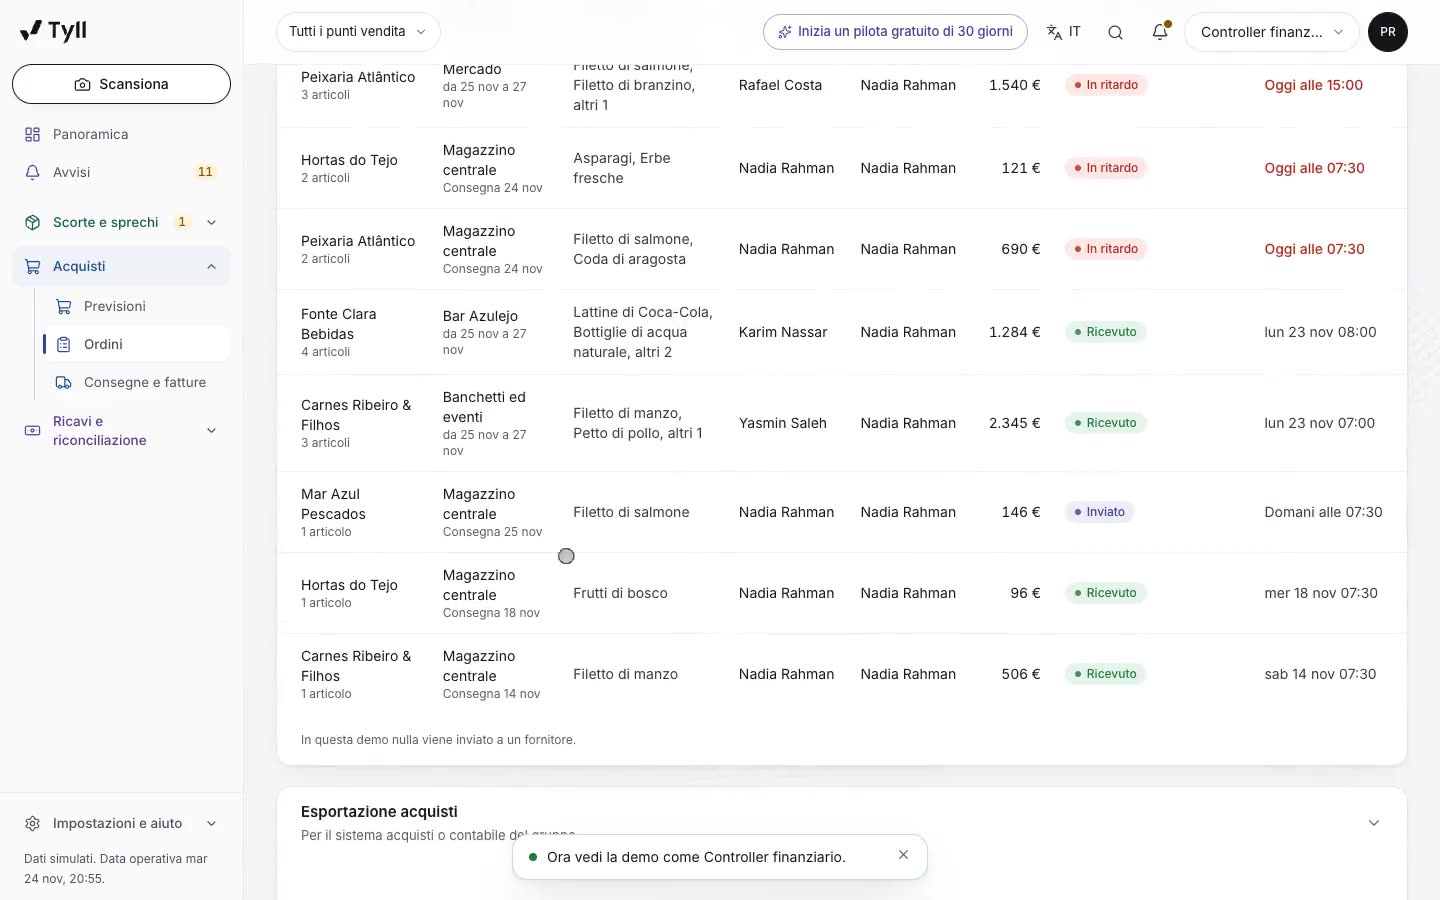 Tyll
Tutti i punti vendita
Inizia un pilota gratuito di 30 giorni
IT
Controller finanz...
PR
Scansiona
Panoramica
Avvisi
11
Scorte e sprechi
1
Acquisti
Previsioni
Ordini
Consegne e fatture
Ricavi e
riconciliazione
Impostazioni e aiuto
Dati simulati. Data operativa mar
24 nov, 20:55.
Peixaria Atlântico
3 articoli
Mercado
da 25 nov a 27
nov
Filetto di salmone,
Filetto di branzino,
altri 1
Rafael Costa
Nadia Rahman
1.540 €
In ritardo
Oggi alle 15:00
Hortas do Tejo
2 articoli
Magazzino
centrale
Consegna 24 nov
Asparagi, Erbe
fresche
Nadia Rahman
Nadia Rahman
121 €
In ritardo
Oggi alle 07:30
Peixaria Atlântico
2 articoli
Magazzino
centrale
Consegna 24 nov
Filetto di salmone,
Coda di aragosta
Nadia Rahman
Nadia Rahman
690 €
In ritardo
Oggi alle 07:30
Fonte Clara
Bebidas
4 articoli
Bar Azulejo
da 25 nov a 27
nov
Lattine di Coca-Cola,
Bottiglie di acqua
naturale, altri 2
Karim Nassar
Nadia Rahman
1.284 €
Ricevuto
lun 23 nov 08:00
Carnes Ribeiro &
Filhos
3 articoli
Banchetti ed
eventi
da 25 nov a 27
nov
Filetto di manzo,
Petto di pollo, altri 1
Yasmin Saleh
Nadia Rahman
2.345 €
Ricevuto
lun 23 nov 07:00
Mar Azul
Pescados
1 articolo
Magazzino
centrale
Consegna 25 nov
Filetto di salmone
Nadia Rahman
Nadia Rahman
146 €
Inviato
Domani alle 07:30
Hortas do Tejo
1 articolo
Magazzino
centrale
Consegna 18 nov
Frutti di bosco
Nadia Rahman
Nadia Rahman
96 €
Ricevuto
mer 18 nov 07:30
Carnes Ribeiro &
Filhos
1 articolo
Magazzino
centrale
Consegna 14 nov
Filetto di manzo
Nadia Rahman
Nadia Rahman
506 €
Ricevuto
sab 14 nov 07:30
In questa demo nulla viene inviato a un fornitore.
Esportazione acquisti
Per il sistema acquisti o contabile del gruppo
Ora vedi la demo come Controller finanziario.